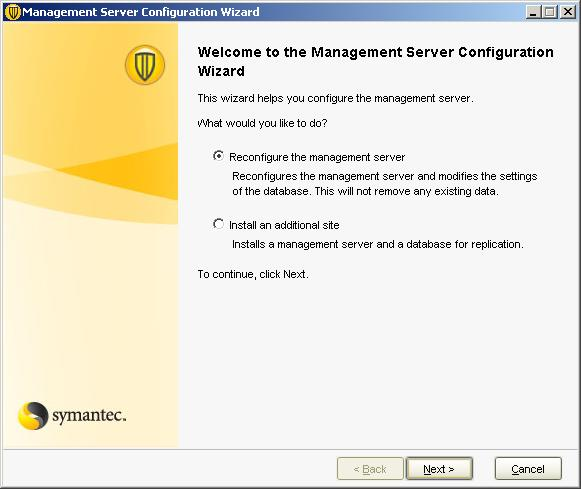 Management Server Configuration Wizard
Welcome to the Management Server Configuration
Wizard
This wizard helps you configure the management server.
What would you like to do?
Reconfigure the management server
Reconfigures the management server and modifies the settings
of the database. This will not remove any existing data.
Install an additional site
Installs a management server and a database for replication.
To continue, click Next.
symantec.
< Back Next > Cancel